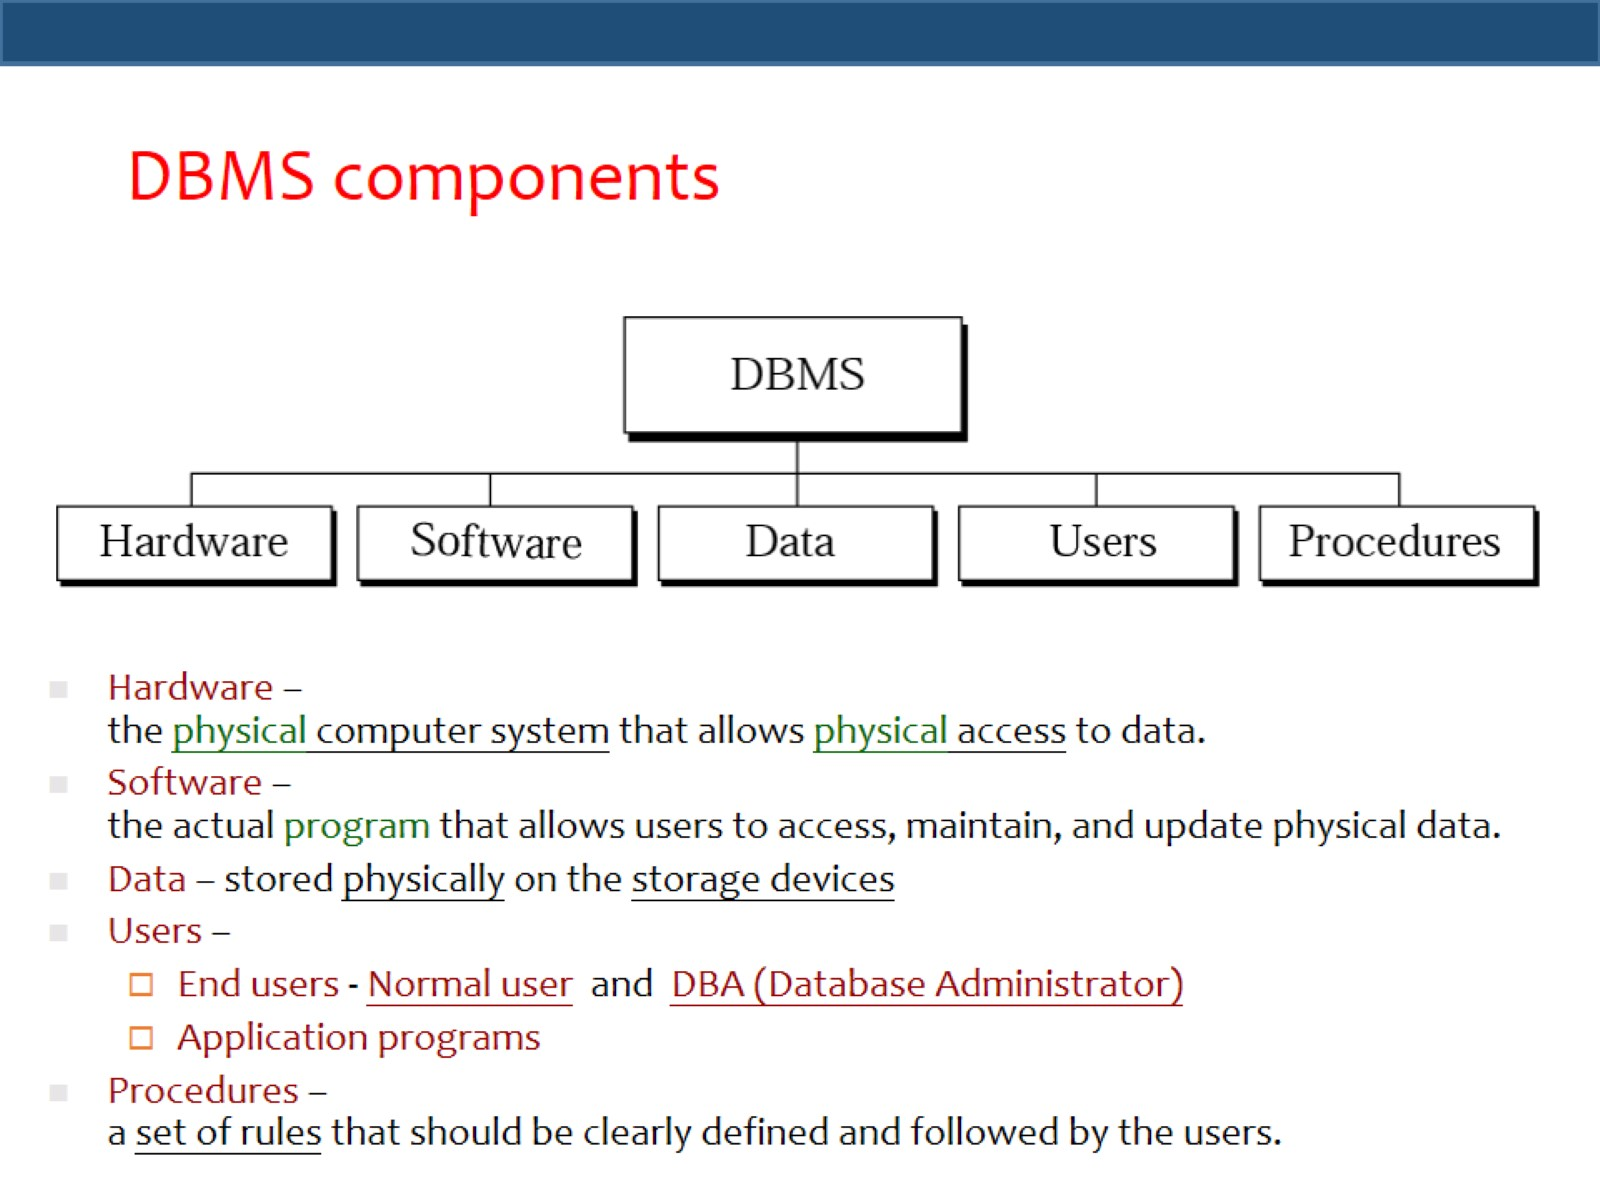 DBMS components
DBMS
Hardware
Software
Data
Users
Procedures
Hardware –
the physical computer system that allows physical access to data.
Software –
the actual program that allows users to access, maintain, and update physical data.
Data – stored physically on the storage devices
Users –
End users - Normal user and DBA (Database Administrator)
Application programs
Procedures –
a set of rules that should be clearly defined and followed by the users.